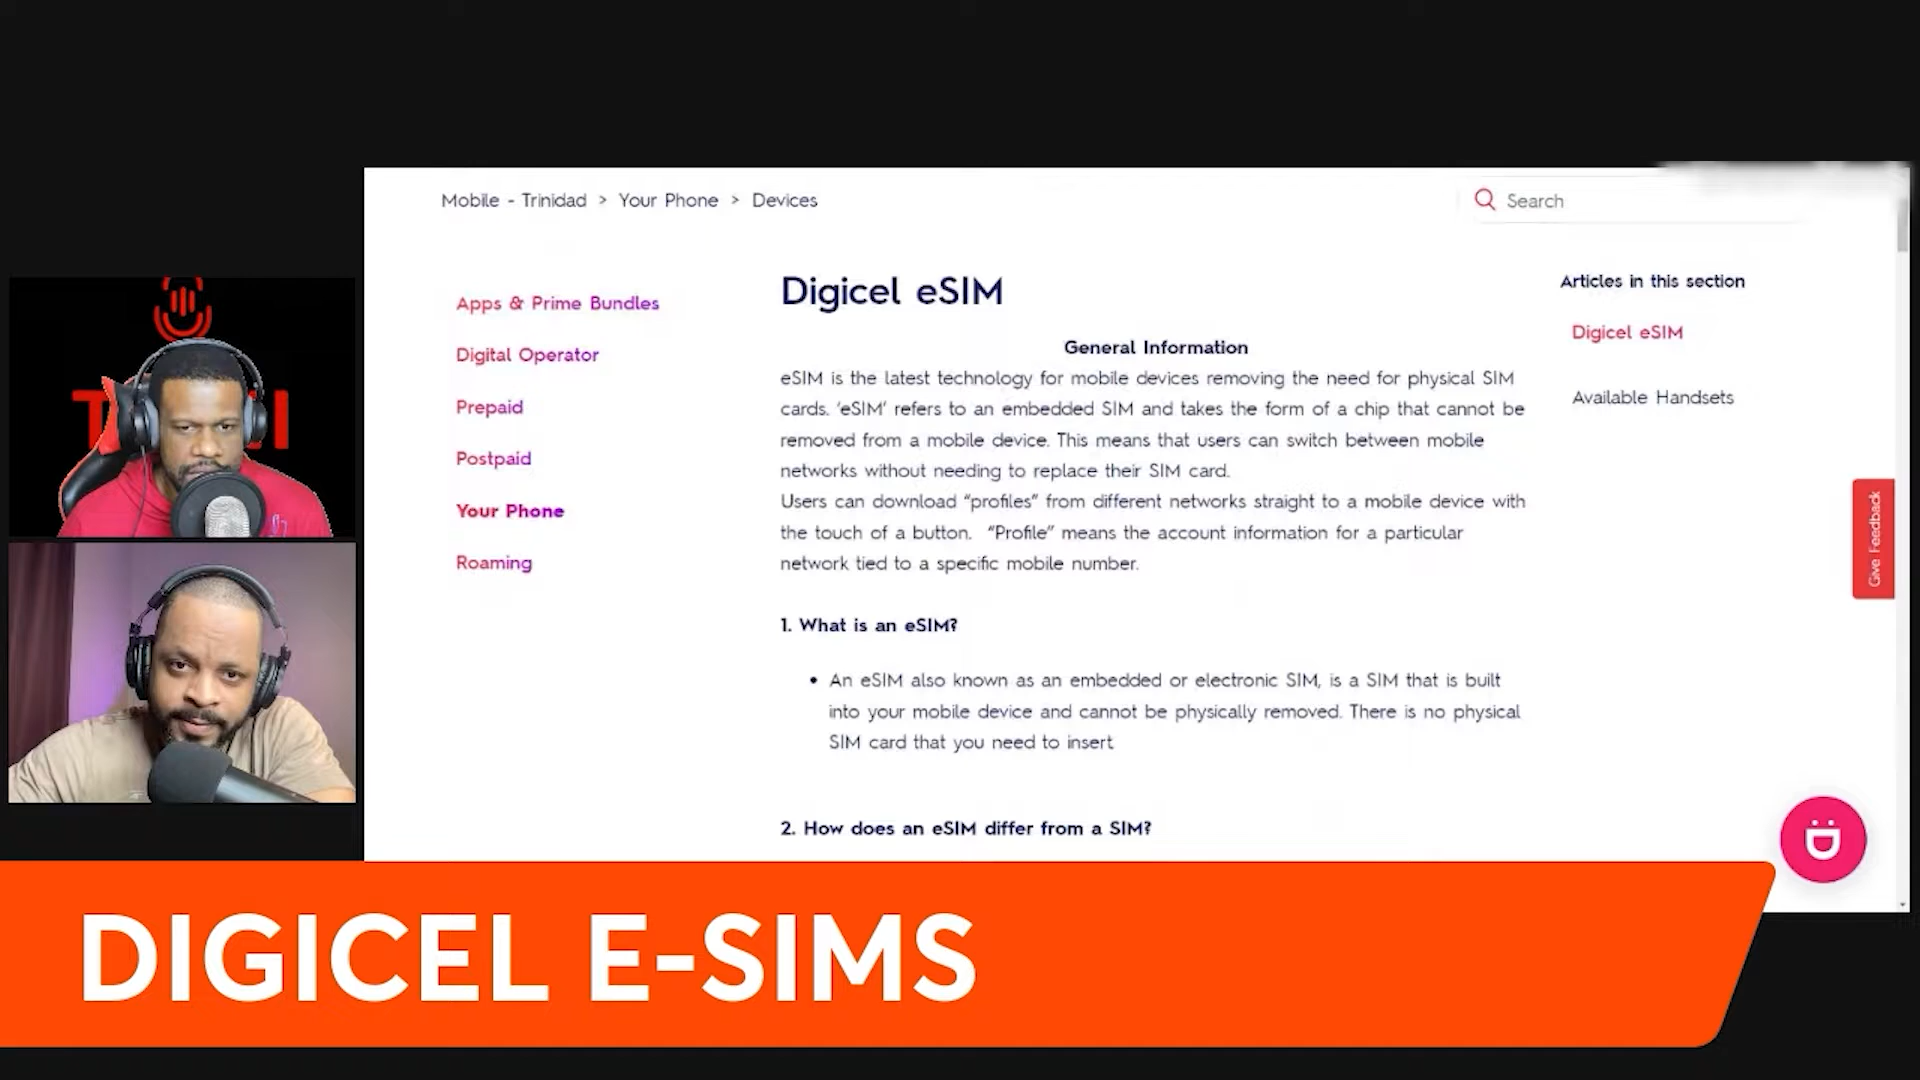 Mobile - Trinidad > Your Phone > Devices
Search
Apps & Prime Bundles
Digital Operator
Prepaid
Postpaid
Your Phone
Roaming
Digicel eSIM
General Information
eSIM is the latest technology for mobile devices removing the need for physical SIM
cards. ‘eSIM’ refers to an embedded SIM and takes the form of a chip that cannot be
removed from a mobile device. This means that users can switch between mobile
networks without needing to replace their SIM card.
Users can download “profiles” from different networks straight to a mobile device with
the touch of a button. “Profile” means the account information for a particular
network tied to a specific mobile number.
1. What is an eSIM?
• An eSIM also known as an embedded or electronic SIM, is a SIM that is built
into your mobile device and cannot be physically removed. There is no physical
SIM card that you need to insert.
2. How does an eSIM differ from a SIM?
Articles in this section
Digicel eSIM
Available Handsets
Give Feedback
DIGICEL E-SIMS